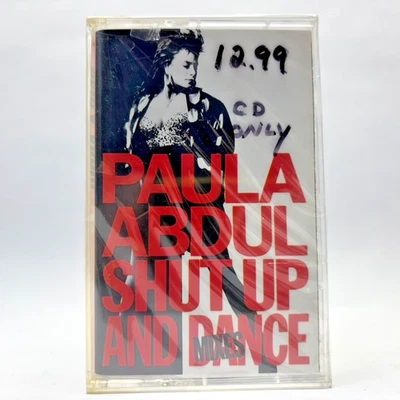 12.99
CD
ONLY
PAULA
ABDUL
SHUT UP
AND DANCE
MIXES